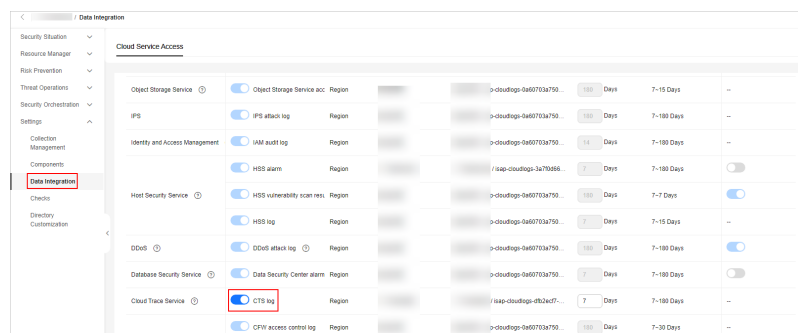 / Data Integration
Security Situation
Resource Manager
Risk Prevention
Threat Operations
Security Orchestration
Settings
Collection
Management
Components
Data Integration
Checks
Directory
Customization
Cloud Service Access
Object Storage Service Object Storage Service acc Region p-cloudlogs-0a60703a750... 180 Days 7~15 Days --
IPS IPS attack log Region p-cloudlogs-0a60703a750... 180 Days 7~180 Days --
Identity and Access Management IAM audit log Region p-cloudlogs-0a60703a750... 14 Days 7~180 Days --
HSS alarm Region / isap-cloudlogs-3a7f0d66... 7 Days 7~180 Days
Host Security Service HSS vulnerability scan resu Region p-cloudlogs-0a60703a750... 180 Days 7~7 Days
HSS log Region p-cloudlogs-0a60703a750... 7 Days 7~15 Days --
DDoS DDoS attack log Region p-cloudlogs-0a60703a750... 180 Days 7~180 Days
Database Security Service Data Security Center alarm Region p-cloudlogs-0a60703a750... 7 Days 7~180 Days
Cloud Trace Service CTS log Region / isap-cloudlogs-dfb2ecf7-... 7 Days 7~180 Days --
CFW access control log Region p-cloudlogs-0a60703a750... 180 Days 7~30 Days --